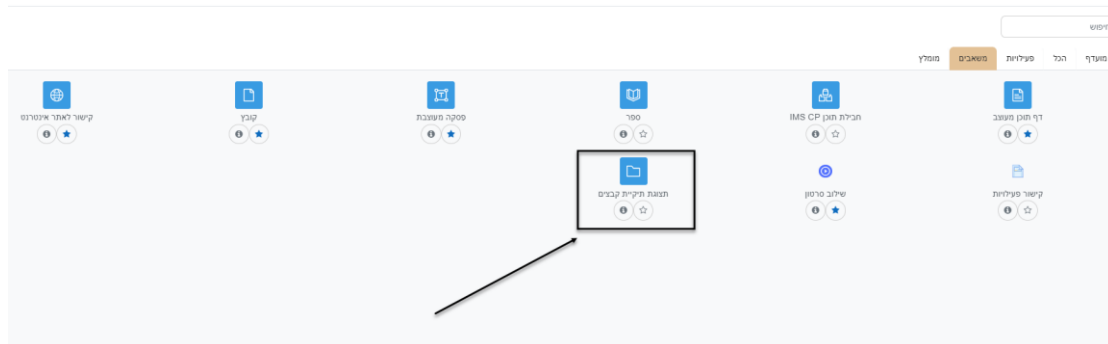 חיפוש
מועדף הכל פעילויות משאבים מומלץ
דף תוכן מעוצב
חבילת תוכן IMS CP
ספר
פסקה מעוצבת
קובץ
קישור לאתר אינטרנט
קישור פעילויות
שילוב סרטון
תצוגת תיקיית קבצים